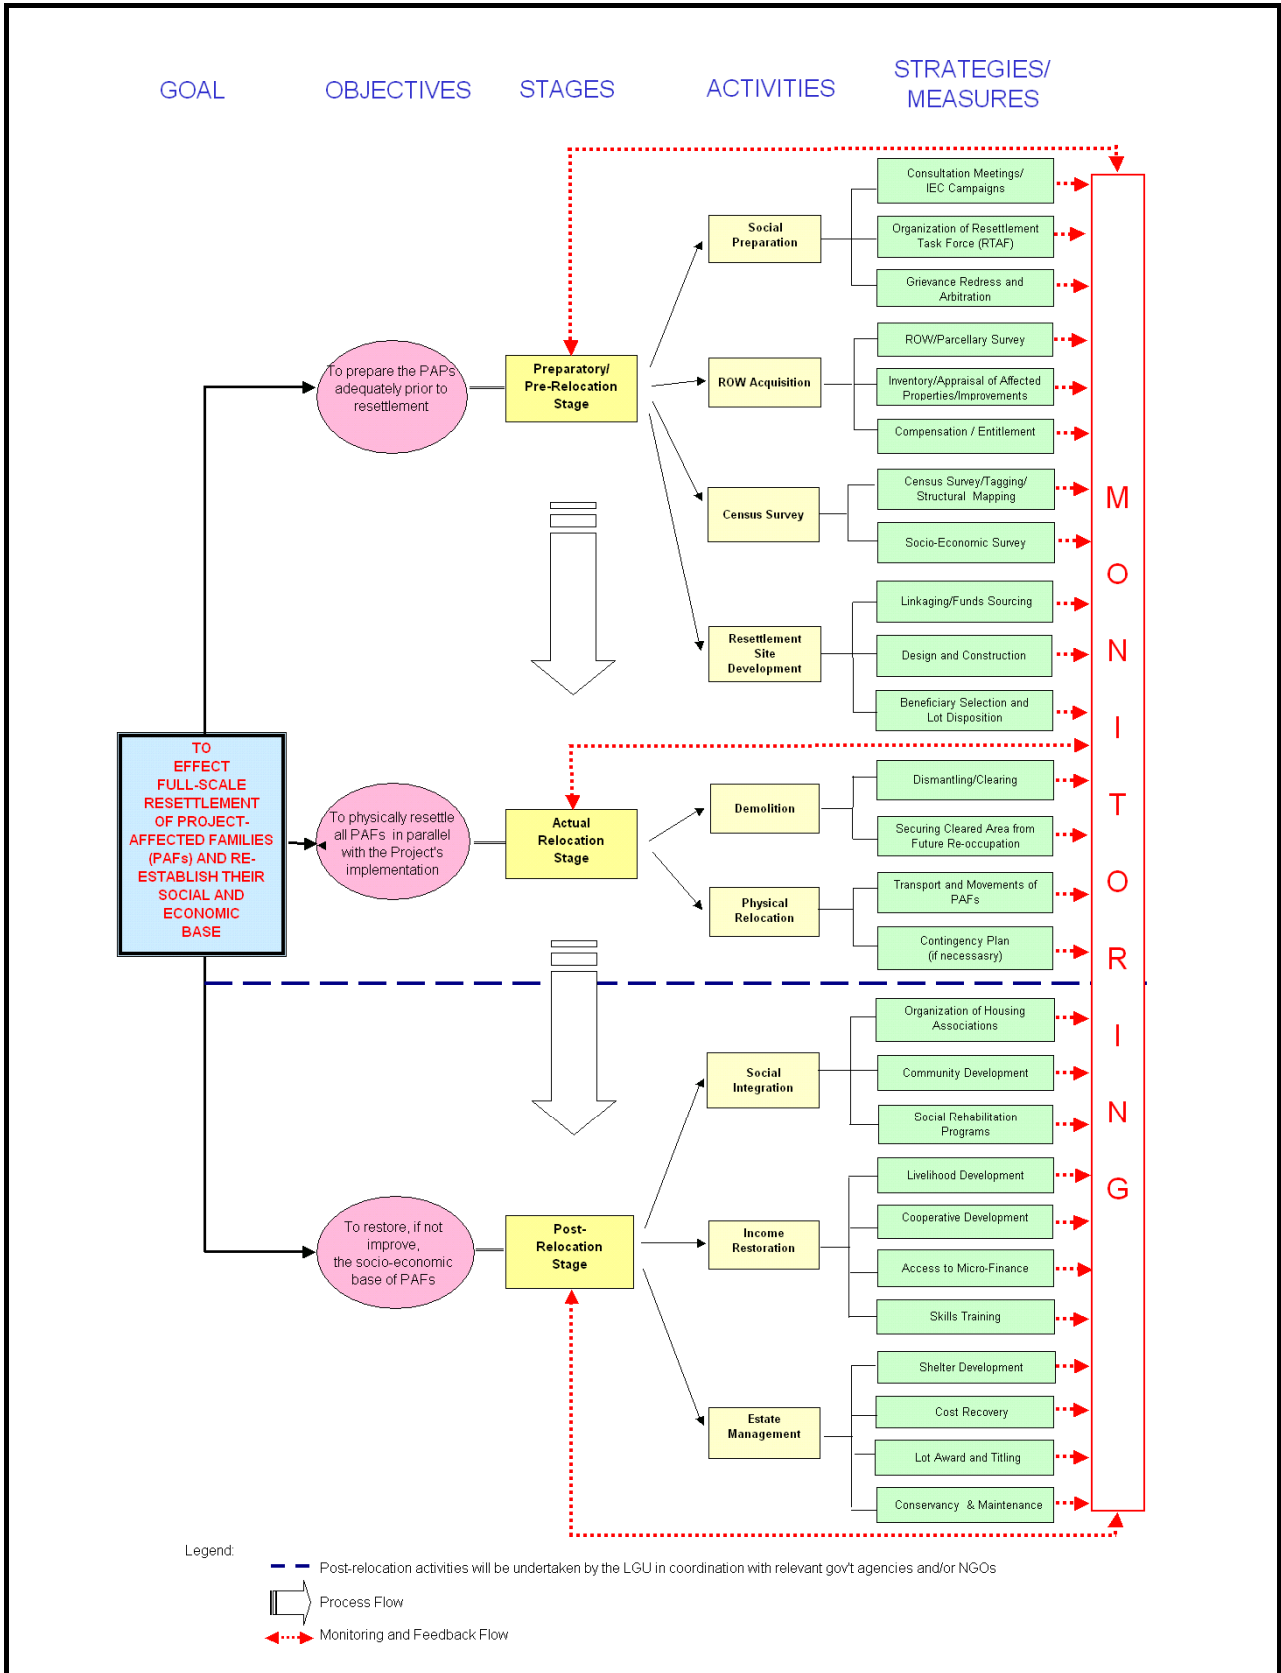 GOAL
OBJECTIVES
STAGES
ACTIVITIES
STRATEGIES/
MEASURES
Consultation Meetings/
IEC Campaigns
Social
Preparation
Organization of Resettlement
Task Force (RTAF)
Grievance Redress and
Arbitration
To prepare the PAPs
adequately prior to
resettlement
Preparatory/
Pre-Relocation
Stage
ROW Acquisition
ROW/Parcellary Survey
Inventory/Appraisal of Affected
Properties/Improvements
Compensation / Entitlement
Census Survey
Census Survey/Tagging/
Structural Mapping
Socio-Economic Survey
Resettlement
Site
Development
Linkaging/Funds Sourcing
Design and Construction
Beneficiary Selection and
Lot Disposition
TO
EFFECT
FULL-SCALE
RESETTLEMENT
OF PROJECT-
AFFECTED FAMILIES
(PAFs) AND RE-
ESTABLISH THEIR
SOCIAL AND
ECONOMIC
BASE
To physically resettle
all PAFs in parallel
with the Project's
implementation
Actual
Relocation
Stage
Demolition
Dismantling/Clearing
Securing Cleared Area from
Future Re-occupation
Physical
Relocation
Transport and Movements of
PAFs
Contingency Plan
(if necessasry)
Social
Integration
Organization of Housing
Associations
Community Development
Social Rehabilitation
Programs
To restore, if not
improve,
the socio-economic
base of PAFs
Post-
Relocation
Stage
Income
Restoration
Livelihood Development
Cooperative Development
Access to Micro-Finance
Skills Training
Estate
Management
Shelter Development
Cost Recovery
Lot Award and Titling
Conservancy & Maintenance
M
O
N
I
T
O
R
I
N
G
Legend:
Post-relocation activities will be undertaken by the LGU in coordination with relevant gov't agencies and/or NGOs
Process Flow
Monitoring and Feedback Flow